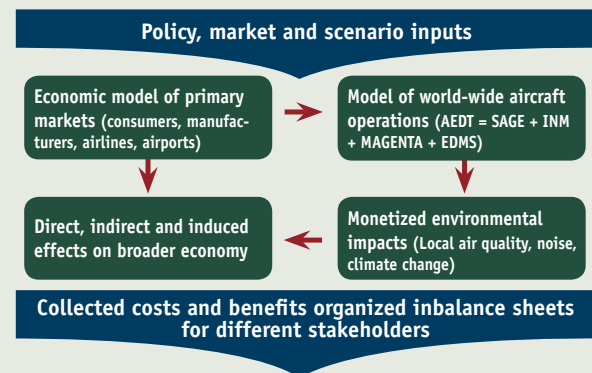 Policy, market and scenario inputs
Economic model of primary
markets (consumers, manufac-
turers, airlines, airports)
Model of world-wide aircraft
operations (AEDT = SAGE + INM
+ MAGENTA + EDMS)
Direct, indirect and induced
effects on broader economy
Monetized environmental
impacts (Local air quality, noise,
climate change)
Collected costs and benefits organized inbalance sheets
for different stakeholders